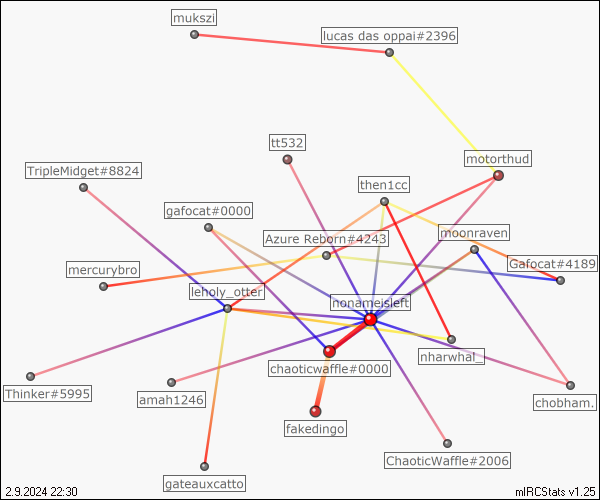 mukszi
lucas das oppai#2396
tt532
motorthud
TripleMidget#8824
then1cc
gafocat#0000
moonraven
Azure Reborn#4243
mercurybro
Gafocat#4189
leholy_otter
nonameisleft
nharwhal_
chaoticwaffle#0000
Thinker#5995
amah1246
chobham.
fakedingo
ChaoticWaffle#2006
gateauxcatto
2.9.2024 22:30
mIRCStats v1.25